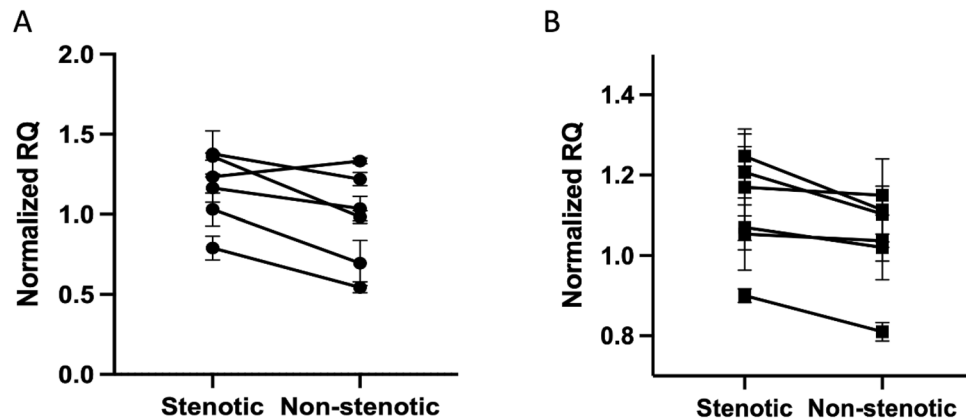 A
Normalized RQ
2.0
1.5
1.0
0.5
0.0
Stenotic Non-stenotic
B
Normalized RQ
1.4
1.2
1.0
0.8
Stenotic Non-stenotic